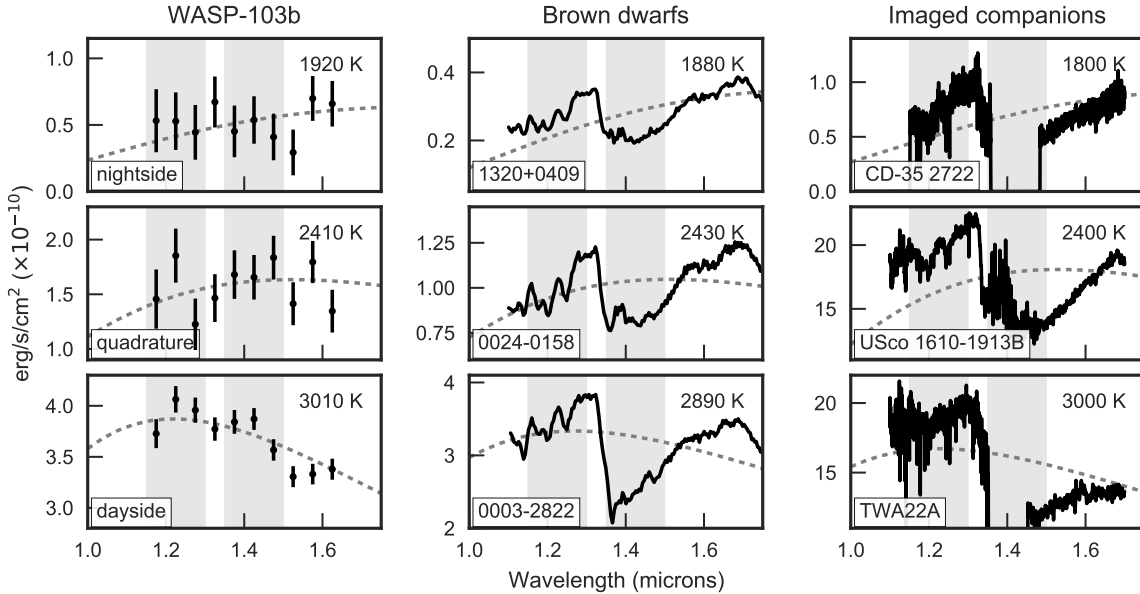 WASP-103b
Brown dwarfs
Imaged companions
erg/s/cm² (×10⁻¹⁰)
1.0
0.5
0.0
1920 K
nightside
0.4
0.2
1880 K
1320+0409
1.0
0.5
0.0
1800 K
CD-35 2722
2.0
1.5
1.0
2410 K
quadrature
1.25
1.00
0.75
2430 K
0024-0158
20
15
2400 K
USco 1610-1913B
4.0
3.5
3.0
3010 K
dayside
4
3
2
2890 K
0003-2822
20
15
3000 K
TWA22A
1.0 1.2 1.4 1.6
1.0 1.2 1.4 1.6
1.0 1.2 1.4 1.6
Wavelength (microns)